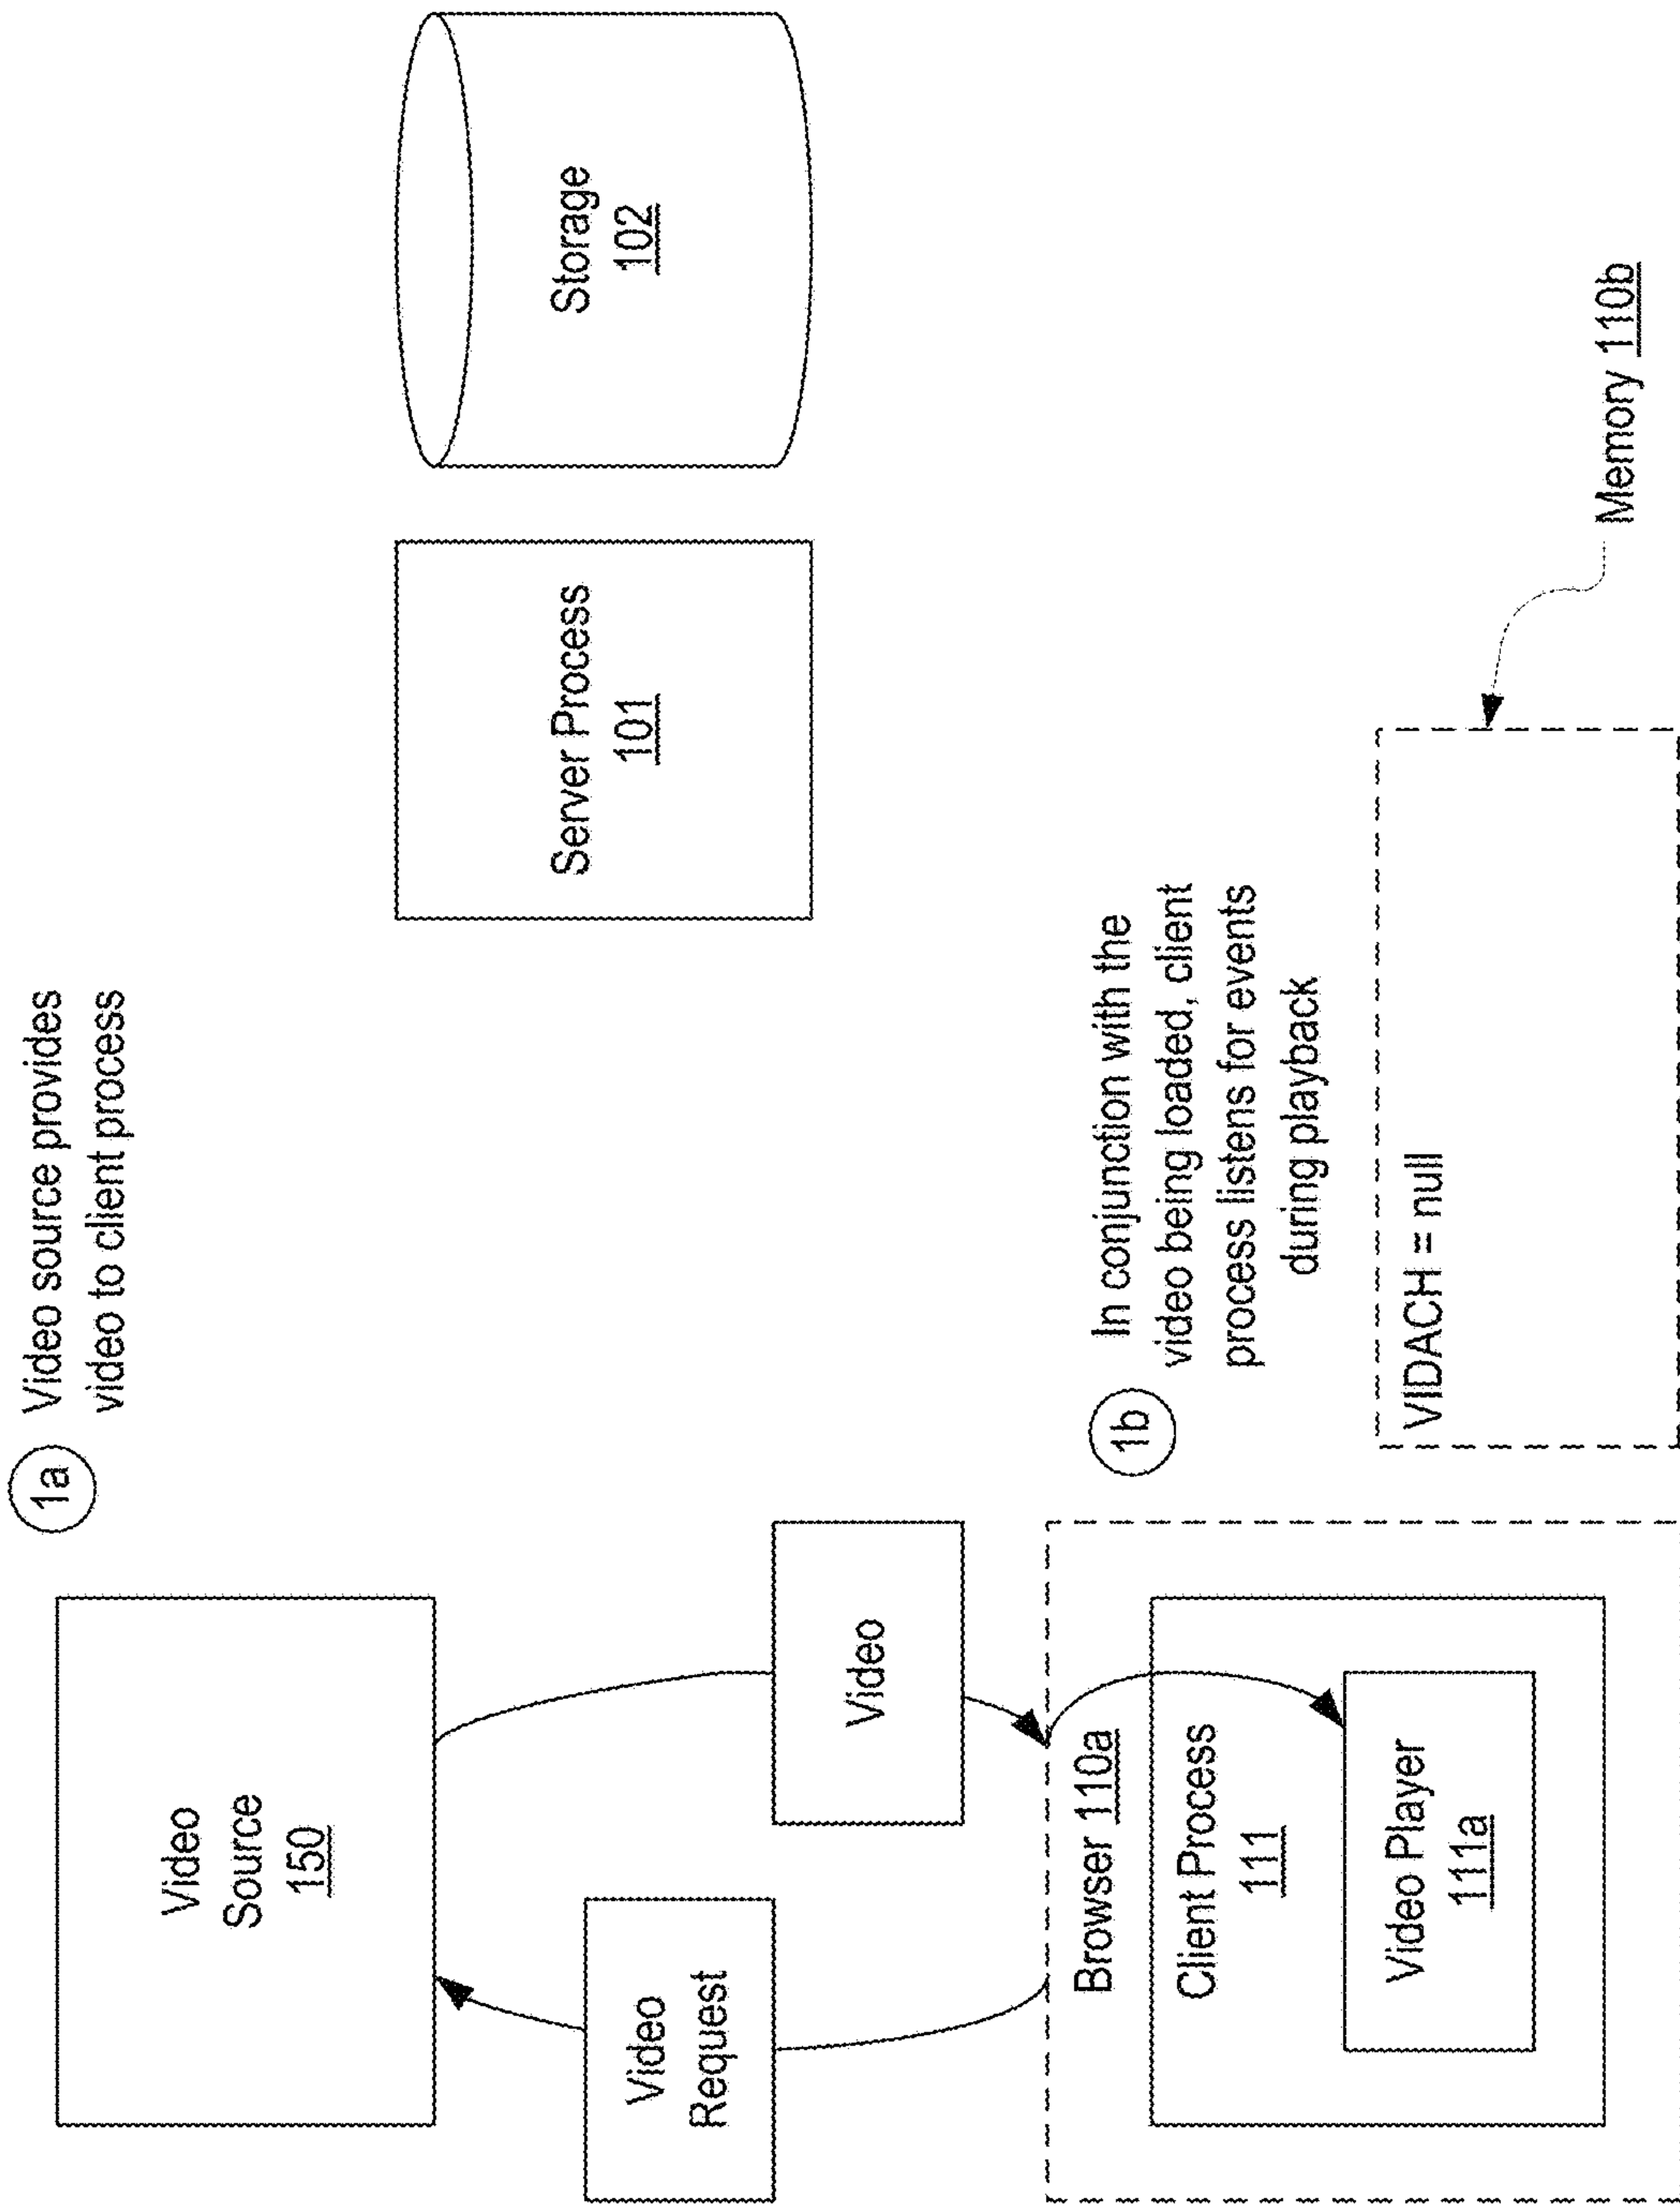 1a
Video source provides
video to client process
Video
Source
150
Video
Request
Video
Server Process
101
Storage
102
Browser 110a
Client Process
111
Video Player
111a
1b
In conjunction with the
video being loaded, client
process listens for events
during playback
VIDACH = null
Memory 110b